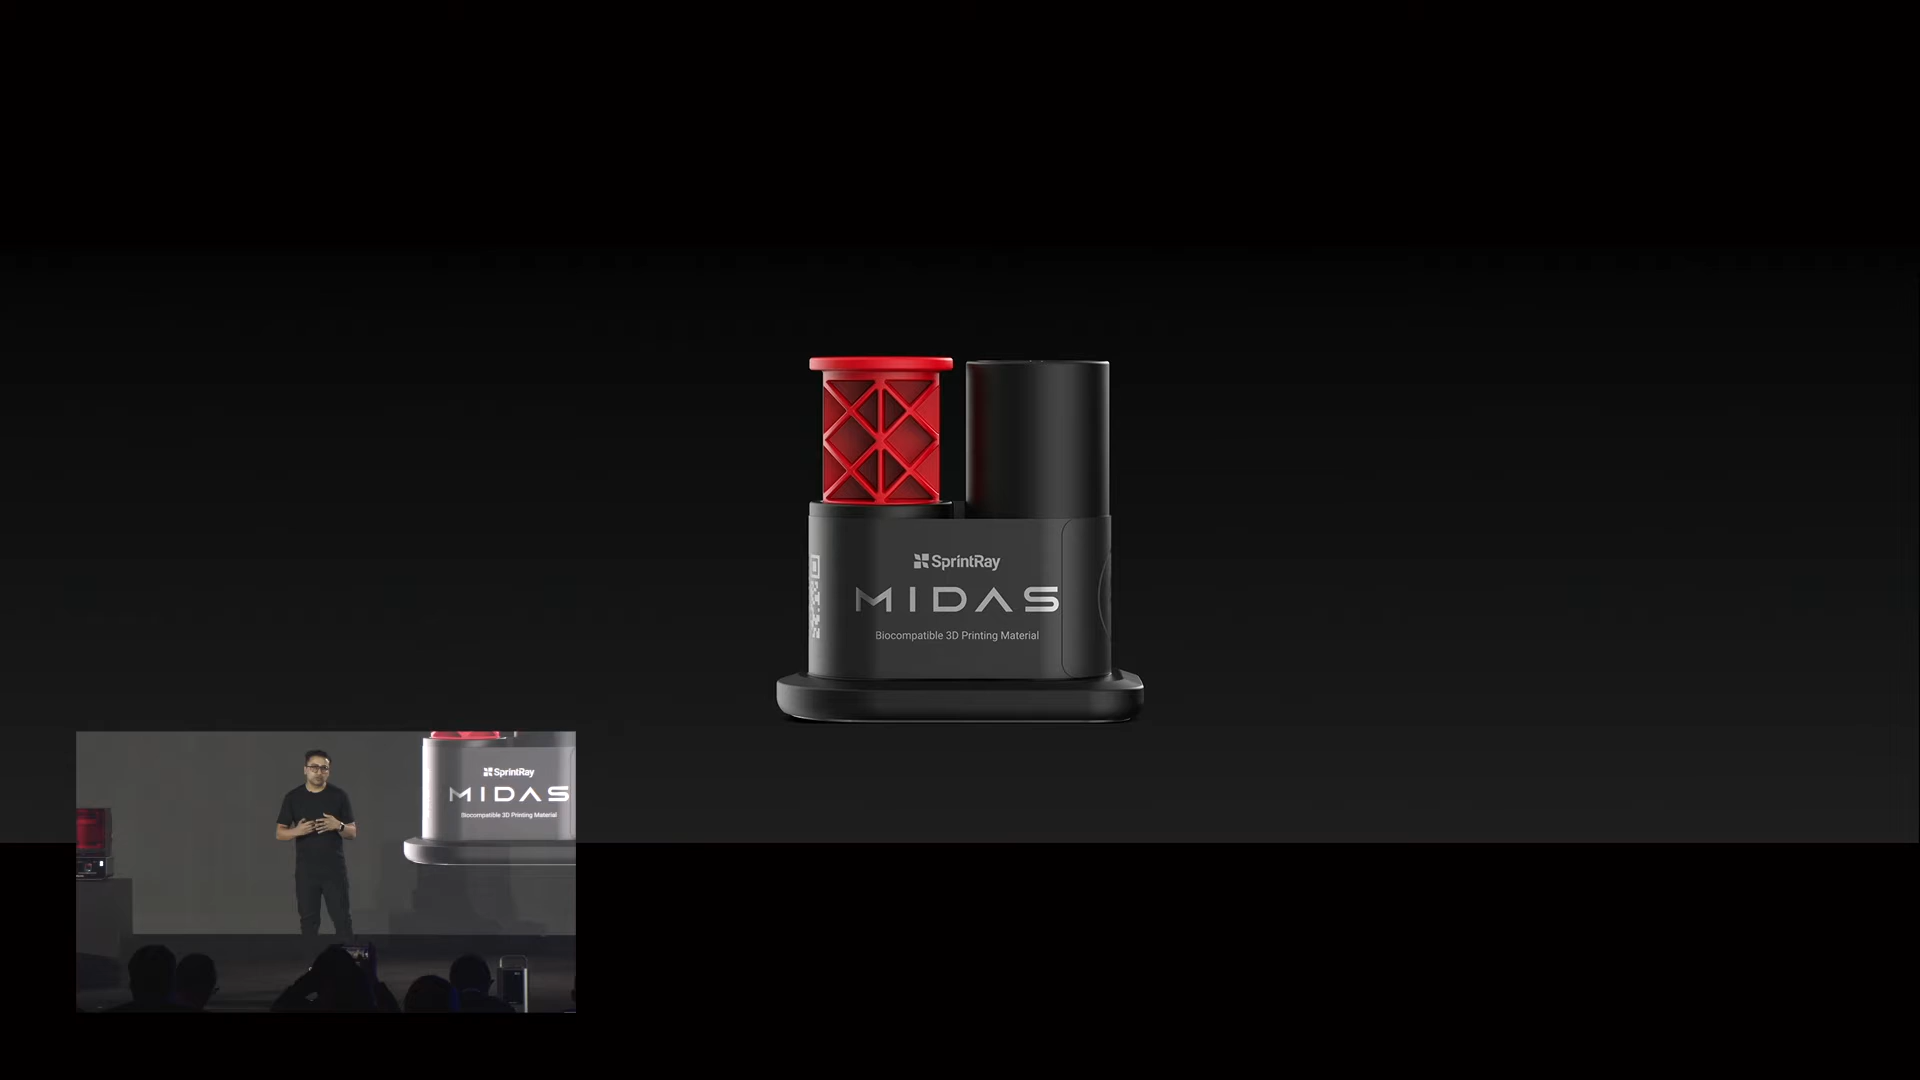 SprintRay
MIDAS
Biocompatible 3D Printing Material
SprintRay
MIDAS
Biocompatible 3D Printing Material